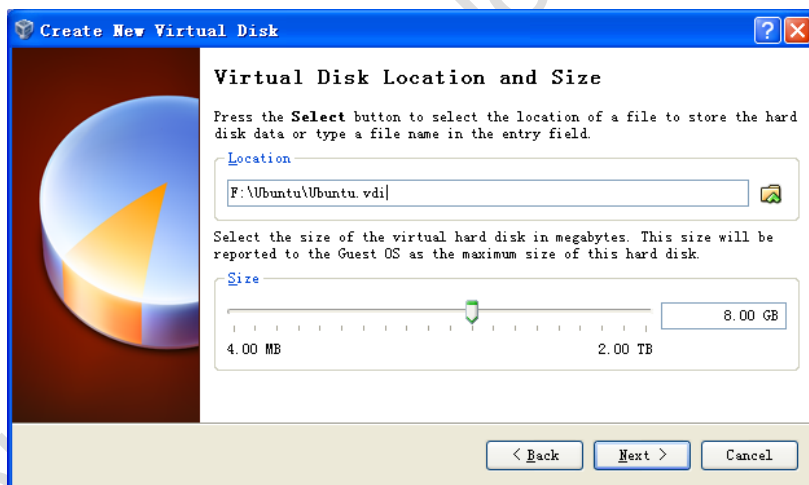 Create New Virtual Disk
Virtual Disk Location and Size
Press the Select button to select the location of a file to store the hard
disk data or type a file name in the entry field.
Location
F:\Ubuntu\Ubuntu.vdi
Select the size of the virtual hard disk in megabytes. This size will be
reported to the Guest OS as the maximum size of this hard disk.
Size
8.00 GB
4.00 MB 2.00 TB
< Back Next > Cancel